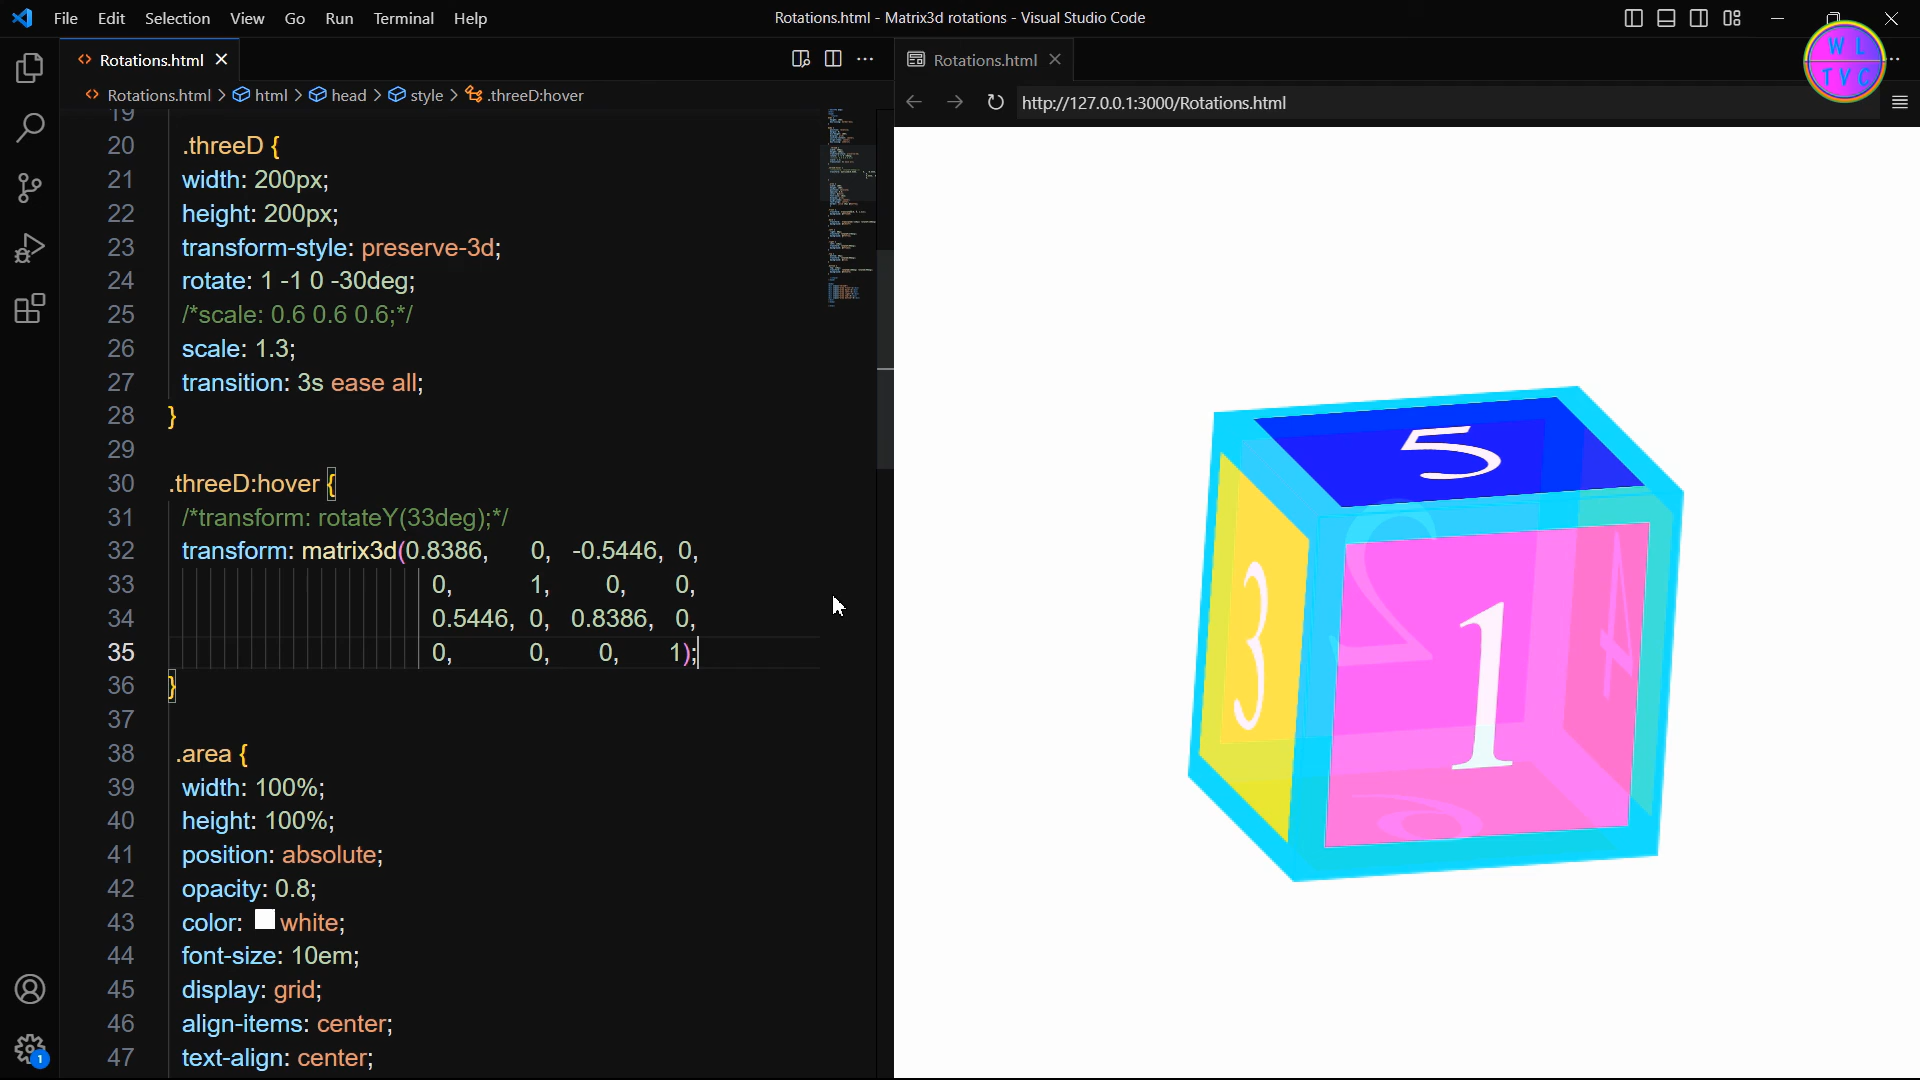 File Edit Selection View Go Run Terminal Help
Rotations.html - Matrix3d rotations - Visual Studio Code
Rotations.html
Rotations.html > html > head > style > .threeD:hover
19
20 .threeD {
21 width: 200px;
22 height: 200px;
23 transform-style: preserve-3d;
24 rotate: 1 -1 0 -30deg;
25 /*scale: 0.6 0.6 0.6;*/
26 scale: 1.3;
27 transition: 3s ease all;
28 }
29
30 .threeD:hover {
31 /*transform: rotateY(33deg);*/
32 transform: matrix3d(0.8386, 0, -0.5446, 0,
33 0, 1, 0, 0,
34 0.5446, 0, 0.8386, 0,
35 0, 0, 0, 1);
36 }
37
38 .area {
39 width: 100%;
40 height: 100%;
41 position: absolute;
42 opacity: 0.8;
43 color: white;
44 font-size: 10em;
45 display: grid;
46 align-items: center;
47 text-align: center;
1
Rotations.html
http://127.0.0.1:3000/Rotations.html
W L
T V C
5
2
3
4
1
6